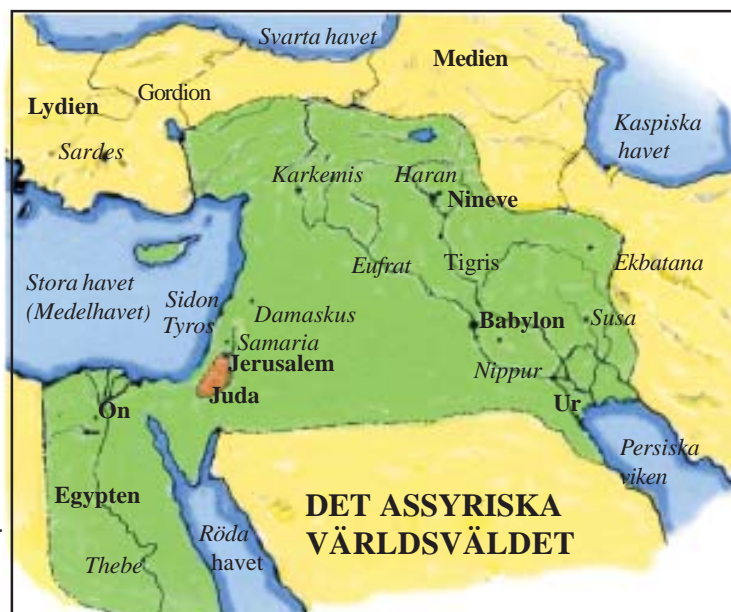 Svarta havet
Medien
Gordion
Lydien
Kaspiska
havet
Sardes
Karkemis
Haran
Nineve
Eufrat
Tigris
Ekbatana
Stora havet
(Medelhavet)
Sidon
Tyros
Damaskus
Samaria
Babylon
Susa
Jerusalem
Nippur
Juda
Ur
On
Persiska
viken
Egypten
DET ASSYRISKA
VÄRLDSVÄLDET
Röda
havet
Thebe